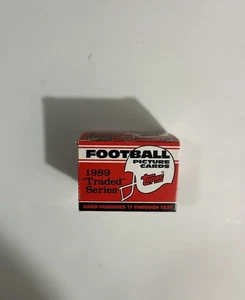 FOOTBALL
PICTURE
CARDS
1989
"Traded"
Series
Topps
CARD NUMBERS 1T THROUGH 132T